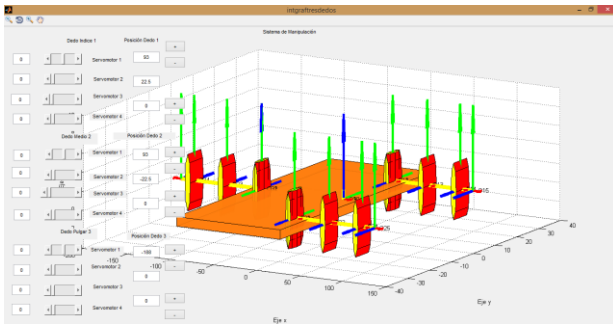 intgraftresdedos
Sistema de Manipulación
Dedo Indice 1
Posición Dedo 1
+
0
Servomotor 1
93
-
0
Servomotor 2
22.5
0
Servomotor 3
0
+
0
Servomotor 4
-
Dedo Medio 2
Posición Dedo 2
+
0
Servomotor 1
93
-
0
Servomotor 2
-22.5
0
Servomotor 3
0
+
0
Servomotor 4
-
Dedo Pulgar 3
Posición Dedo 3
0
Servomotor 1
-
+
0
Servomotor 2
0
-
0
Servomotor 3
0
+
0
Servomotor 4
-
-150
-100
-50
0
50
100
150
Eje x
-40
-30
-20
-10
0
10
20
30
40
Eje y